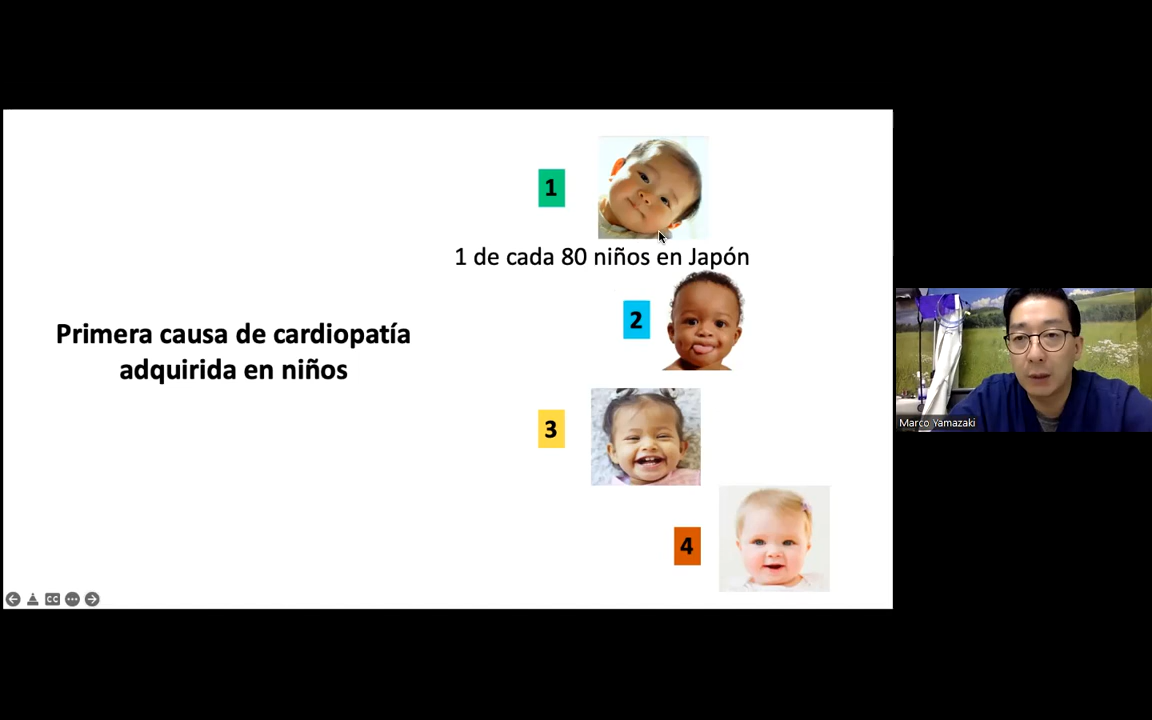 Primera causa de cardiopatía
adquirida en niños
1
1 de cada 80 niños en Japón
2
3
4
CC
Marco Yamazaki